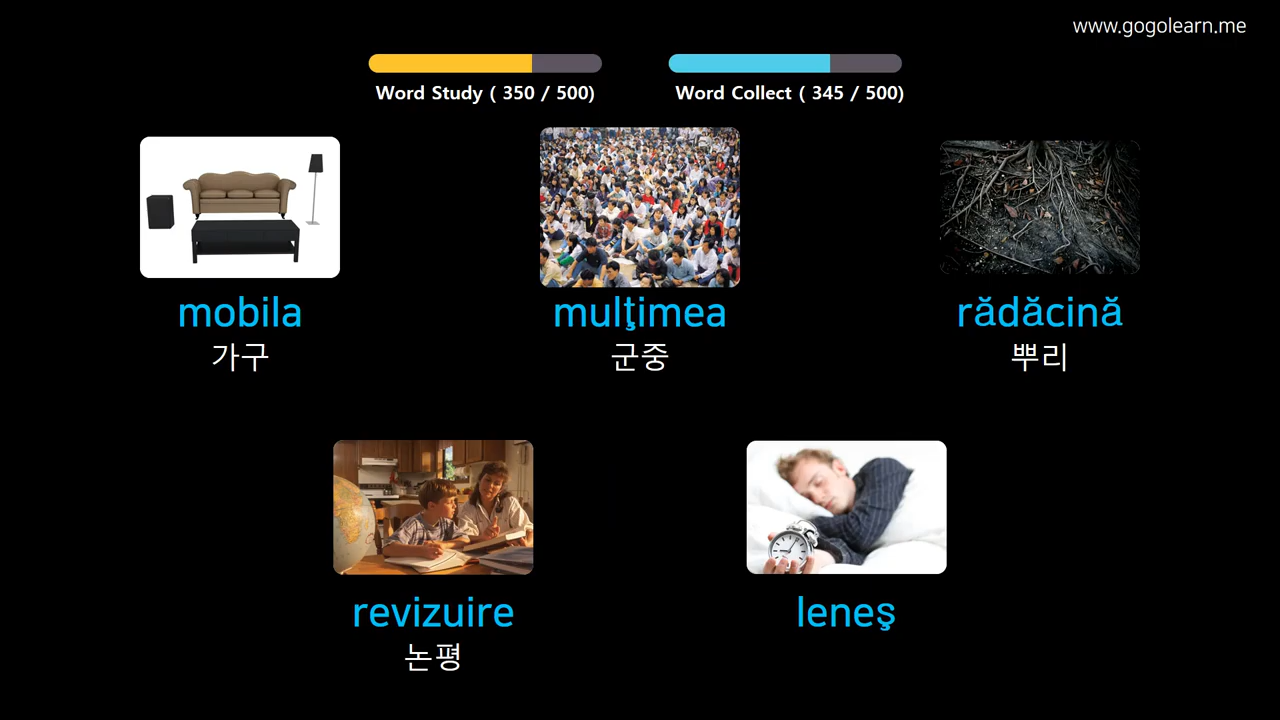 www.gogolearn.me
Word Study ( 350 / 500)
Word Collect ( 345 / 500)
mobila
가구
mulţimea
군중
rădăcină
뿌리
revizuire
논평
leneş